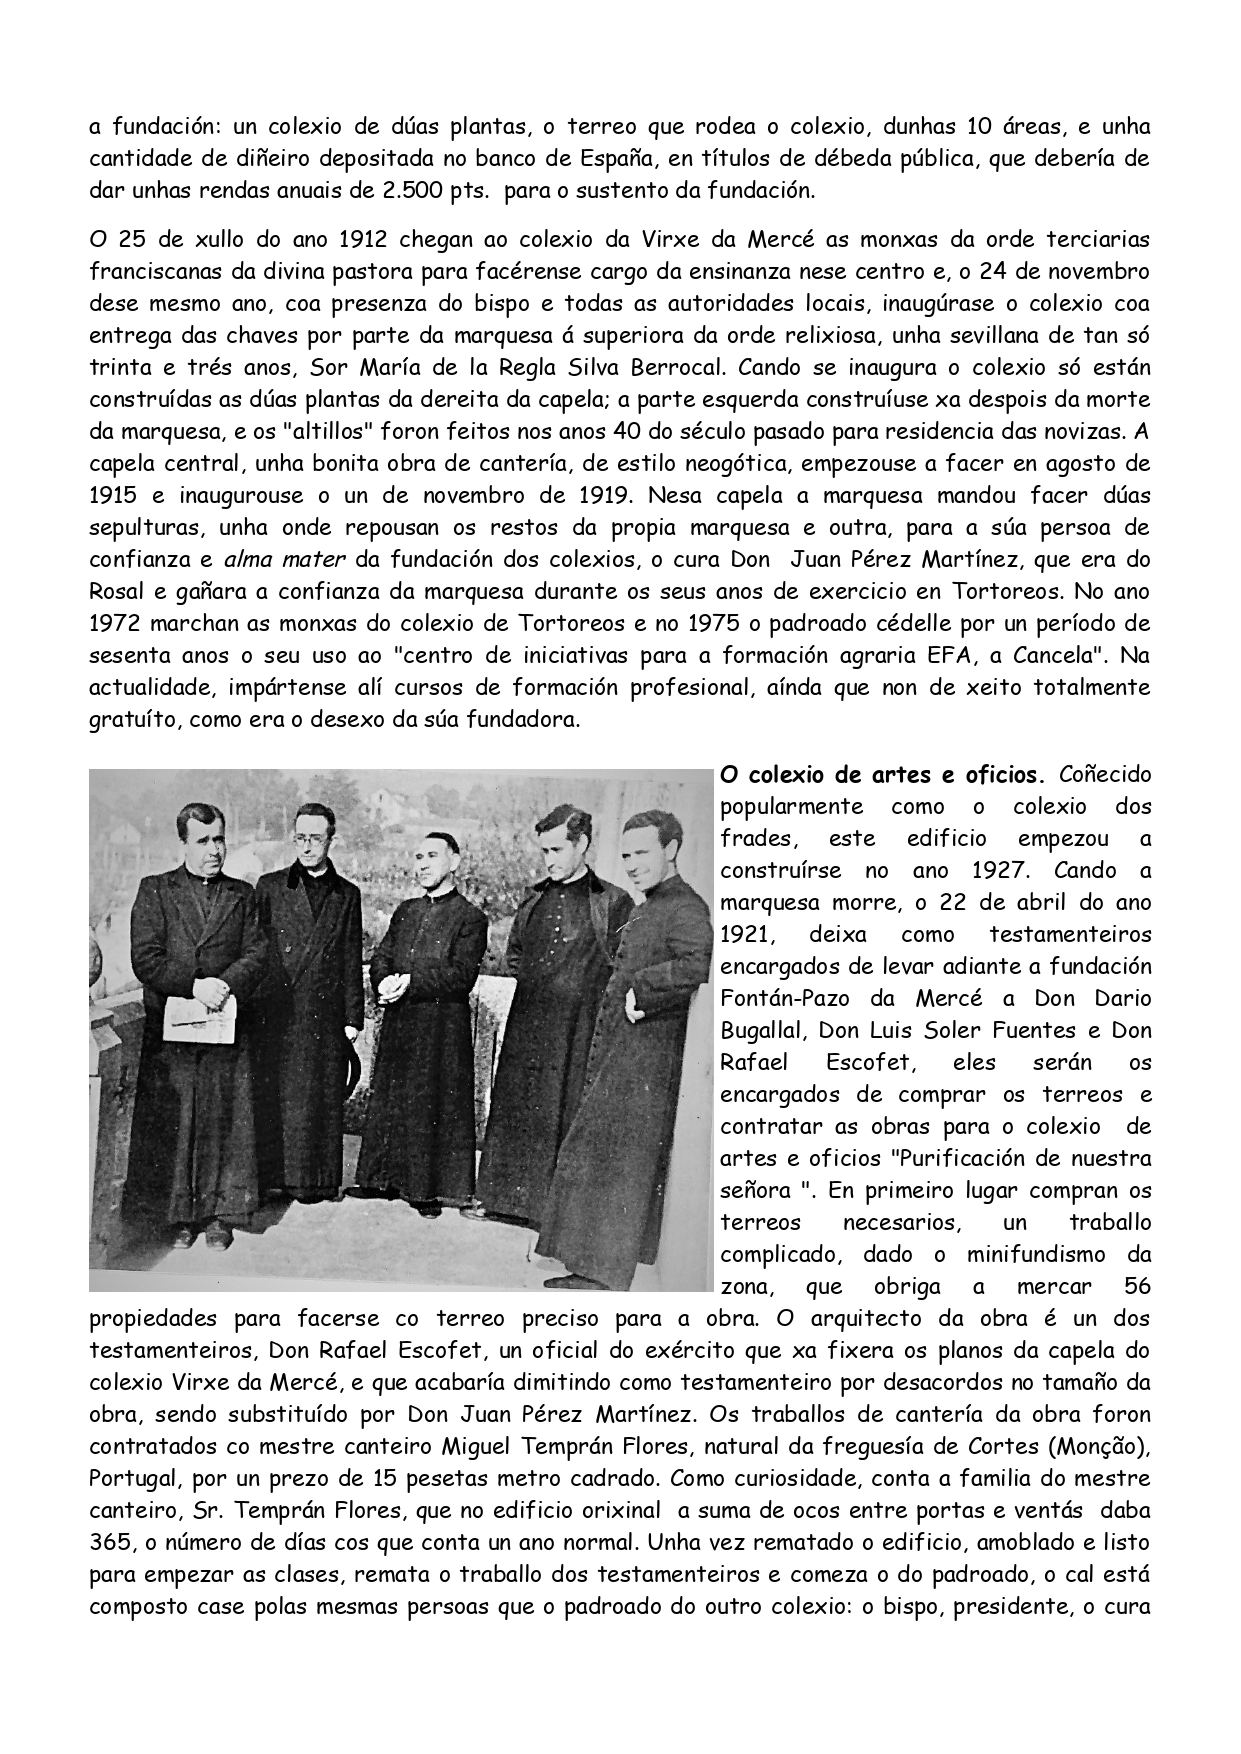 a fundación: un colexio de dúas plantas, o terreo que rodea o colexio, dunhas 10 áreas, e unha
cantidade de diñeiro depositada no banco de España, en títulos de débeda pública, que debería de
dar unhas rendas anuais de 2.500 pts.  para o sustento da fundación.
O 25 de xullo do ano 1912 chegan ao colexio da Virxe da Mercé as monxas da orde terciarias
franciscanas da divina pastora para facérense cargo da ensinanza nese centro e, o 24 de novembro
dese mesmo ano, coa presenza do bispo e todas as autoridades locais, inaugúrase o colexio coa
entrega das chaves por parte da marquesa á superiora da orde relixiosa, unha sevillana de tan só
trinta e trés anos, Sor María de la Regla Silva Berrocal. Cando se inaugura o colexio só están
construídas as dúas plantas da dereita da capela; a parte esquerda construíuse xa despois da morte
da marquesa, e os "altillos" foron feitos nos anos 40 do século pasado para residencia das novizas. A
capela central, unha bonita obra de cantería, de estilo neogótica, empezouse a facer en agosto de
1915 e inaugurouse o un de novembro de 1919. Nesa capela a marquesa mandou facer dúas
sepulturas, unha onde repousan os restos da propia marquesa e outra, para a súa persoa de
confianza e alma mater da fundación dos colexios, o cura Don  Juan Pérez Martínez, que era do
Rosal e gañara a confianza da marquesa durante os seus anos de exercicio en Tortoreos. No ano
1972 marchan as monxas do colexio de Tortoreos e no 1975 o padroado cédelle por un período de
sesenta anos o seu uso ao "centro de iniciativas para a formación agraria EFA, a Cancela". Na
actualidade, impártense alí cursos de formación profesional, aínda que non de xeito totalmente
gratuíto, como era o desexo da súa fundadora.
O colexio de artes e oficios. Coñecido
popularmente como o colexio dos
frades, este edificio empezou a
construírse no ano 1927. Cando a
marquesa morre, o 22 de abril do ano
1921, deixa como testamenteiros
encargados de levar adiante a fundación
Fontán-Pazo da Mercé a Don Dario
Bugallal, Don Luis Soler Fuentes e Don
Rafael Escofet, eles serán os
encargados de comprar os terreos e
contratar as obras para o colexio  de
artes e oficios "Purificación de nuestra
señora ". En primeiro lugar compran os
terreos necesarios, un traballo
complicado, dado o minifundismo da
zona, que obriga a mercar 56
propiedades para facerse co terreo preciso para a obra. O arquitecto da obra é un dos
testamenteiros, Don Rafael Escofet, un oficial do exército que xa fixera os planos da capela do
colexio Virxe da Mercé, e que acabaría dimitindo como testamenteiro por desacordos no tamaño da
obra, sendo substituído por Don Juan Pérez Martínez. Os traballos de cantería da obra foron
contratados co mestre canteiro Miguel Temprán Flores, natural da freguesía de Cortes (Monção),
Portugal, por un prezo de 15 pesetas metro cadrado. Como curiosidade, conta a familia do mestre
canteiro, Sr. Temprán Flores, que no edificio orixinal  a suma de ocos entre portas e ventás  daba
365, o número de días cos que conta un ano normal. Unha vez rematado o edificio, amoblado e listo
para empezar as clases, remata o traballo dos testamenteiros e comeza o do padroado, o cal está
composto case polas mesmas persoas que o padroado do outro colexio: o bispo, presidente, o cura